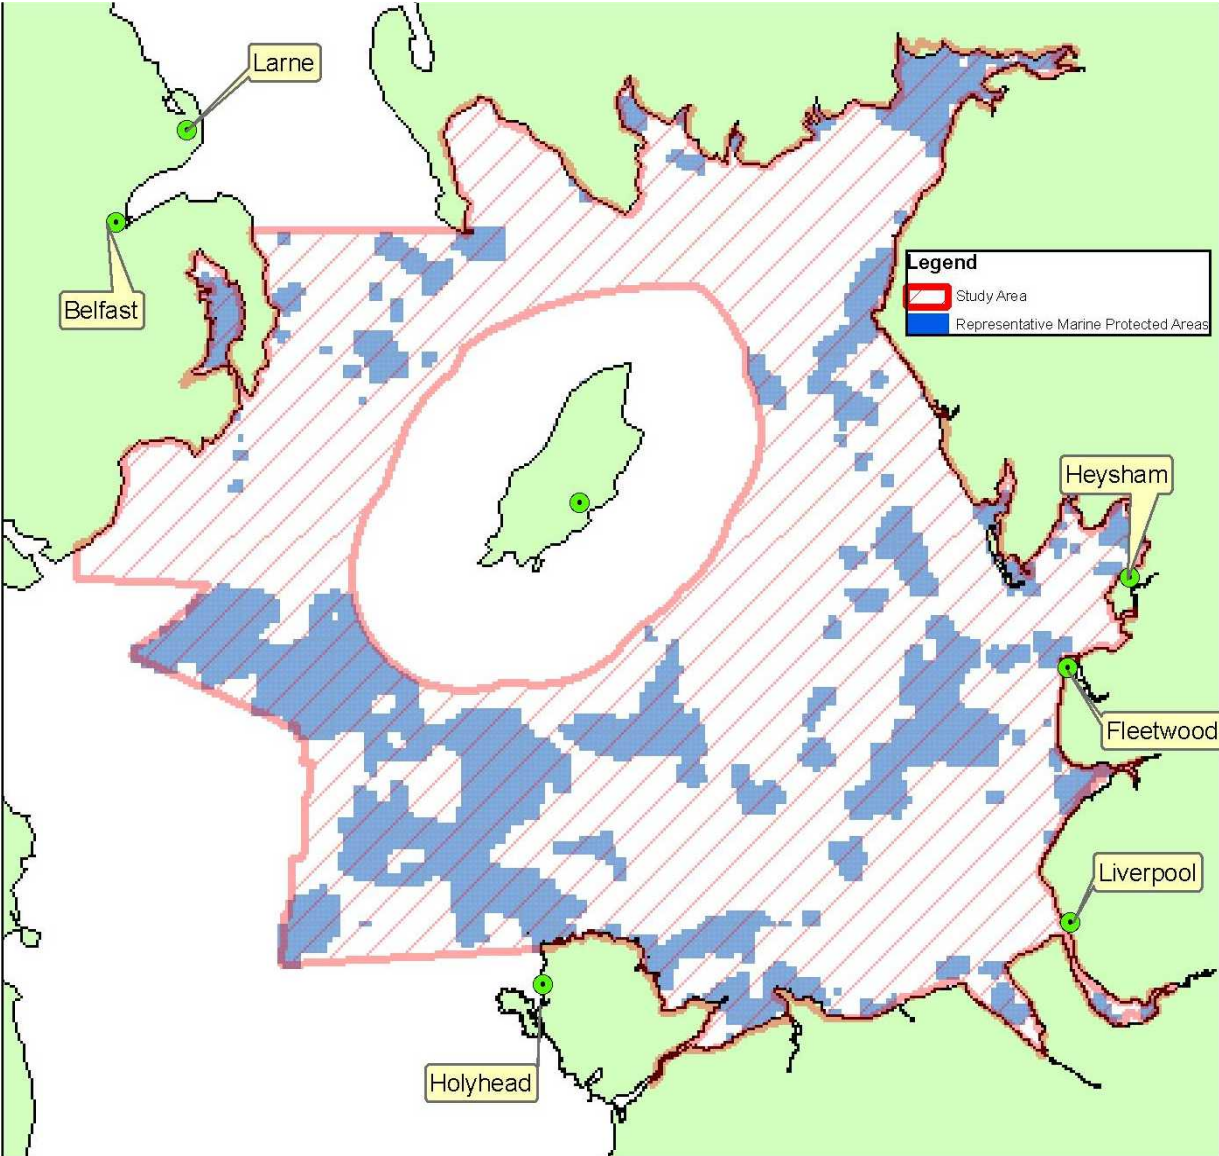 Larne
Belfast
Legend
Study Area
Representative Marine Protected Areas
Heysham
Fleetwood
Liverpool
Holyhead